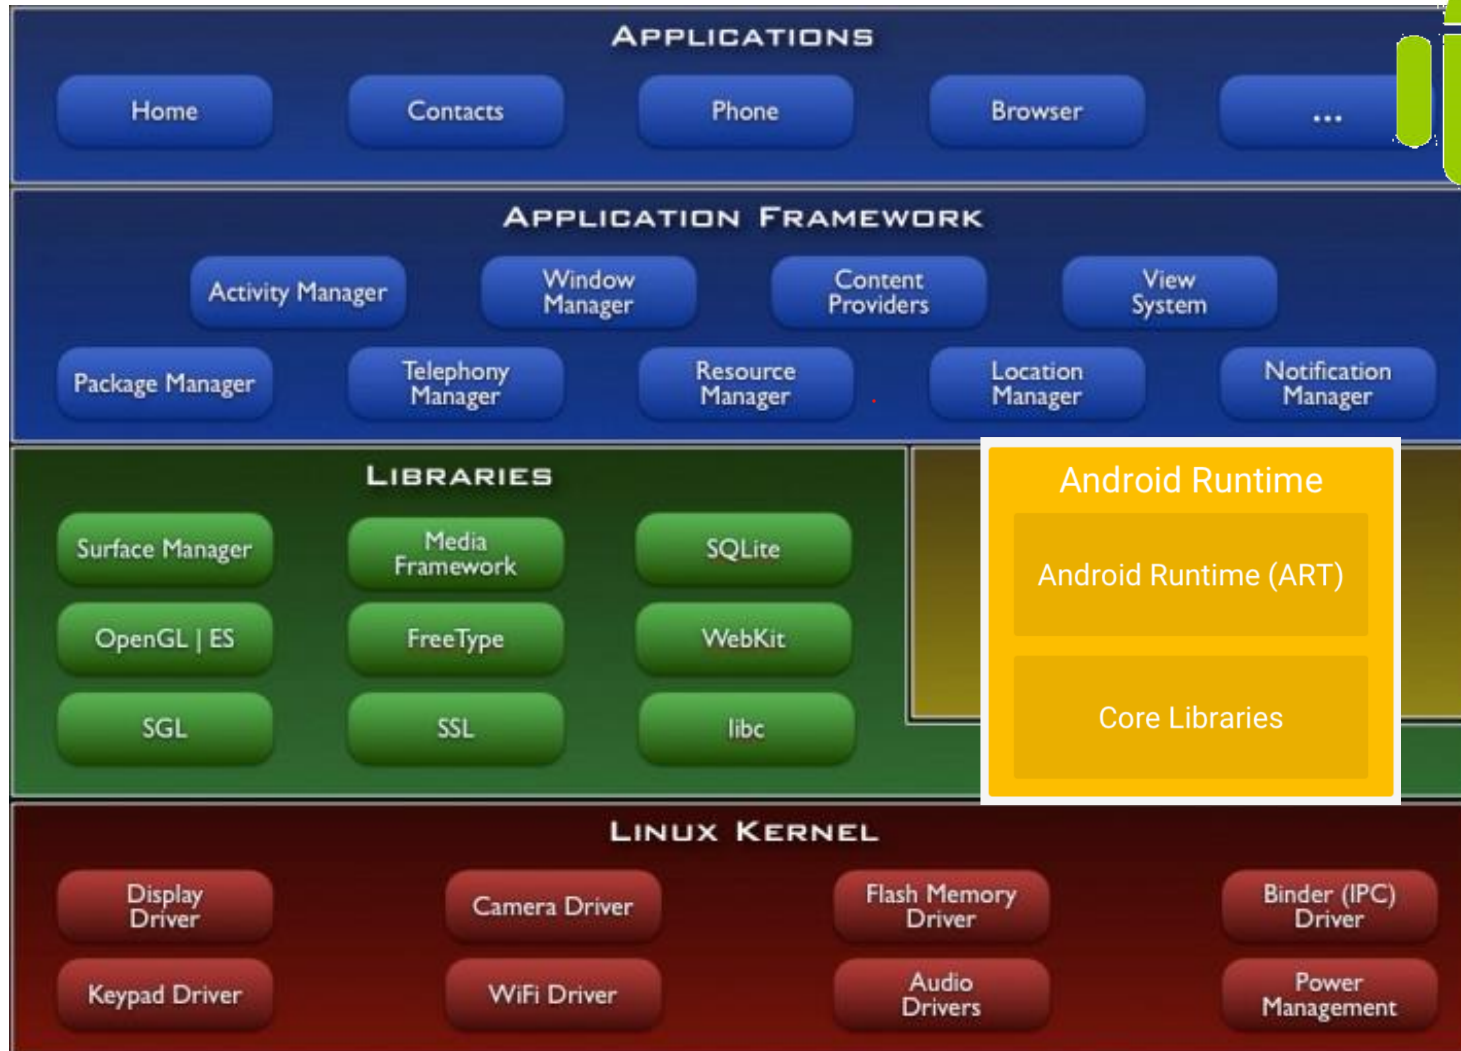 APPLICATIONS
Home
Contacts
Phone
Browser
...
APPLICATION FRAMEWORK
Activity Manager
Window
Manager
Content
Providers
View
System
Package Manager
Telephony
Manager
Resource
Manager
Location
Manager
Notification
Manager
LIBRARIES
Surface Manager
Media
Framework
SQLite
OpenGL | ES
FreeType
WebKit
SGL
SSL
libc
Android Runtime
Android Runtime (ART)
Core Libraries
LINUX KERNEL
Display
Driver
Camera Driver
Flash Memory
Driver
Binder (IPC)
Driver
Keypad Driver
WiFi Driver
Audio
Drivers
Power
Management